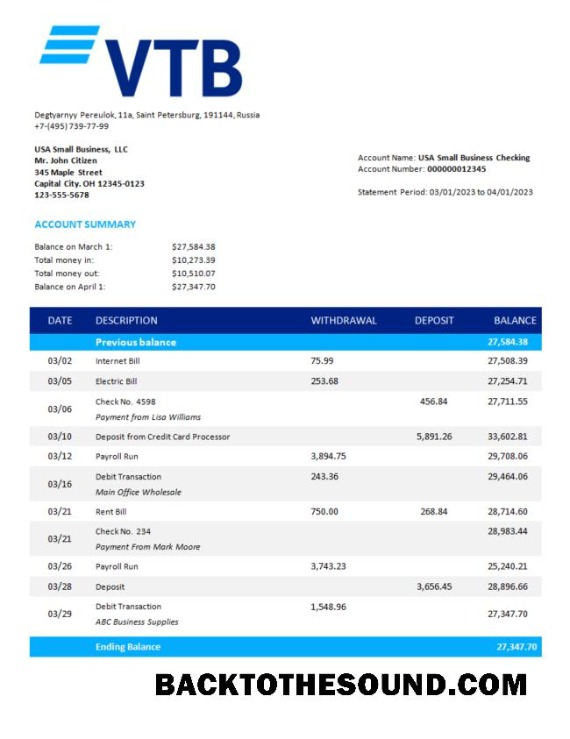 VTB
Degtyarnyy Pereulok, 11a, Saint Petersburg, 191144, Russia
+7-(495) 739-77-99
USA Small Business, LLC
Mr. John Citizen
345 Maple Street
Capital City. OH 12345-0123
123-555-5678
Account Name: USA Small Business Checking
Account Number: 000000012345
Statement Period: 03/01/2023 to 04/01/2023
ACCOUNT SUMMARY
Balance on March 1: $27,584.38
Total money in: $10,273.39
Total money out: $10,510.07
Balance on April 1: $27,347.70
DATE DESCRIPTION WITHDRAWAL DEPOSIT BALANCE
Previous balance 27,584.38
03/02 Internet Bill 75.99 27,508.39
03/05 Electric Bill 253.68 27,254.71
03/06 Check No. 4598 456.84 27,711.55
Payment from Lisa Williams
03/10 Deposit from Credit Card Processor 5,891.26 33,602.81
03/12 Payroll Run 3,894.75 29,708.06
03/16 Debit Transaction 243.36 29,464.06
Main Office Wholesale
03/21 Rent Bill 750.00 268.84 28,714.60
03/21 Check No. 234 28,983.44
Payment From Mark Moore
03/26 Payroll Run 3,743.23 25,240.21
03/28 Deposit 3,656.45 28,896.66
03/29 Debit Transaction 1,548.96 27,347.70
ABC Business Supplies
Ending Balance 27,347.70
BACKTOTHESOUND.COM